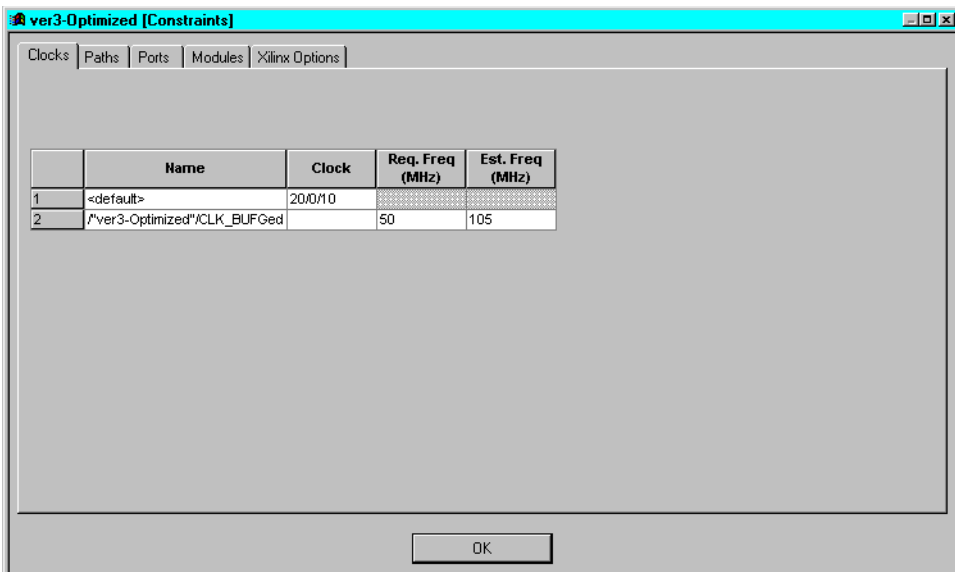 ver3-Optimized [Constraints]
Clocks Paths Ports Modules Xilinx Options
Name Clock Req. Freq (MHz) Est. Freq (MHz)
1 <default> 20/0/10
2 /"ver3-Optimized"/CLK_BUFGed 50 105
OK